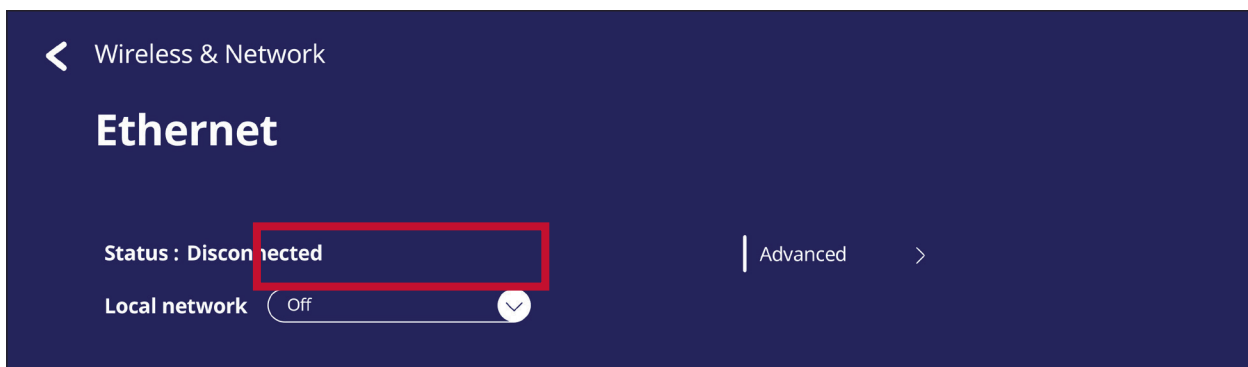 Wireless & Network
Ethernet
Status : Disconnected
Advanced
Local network Off